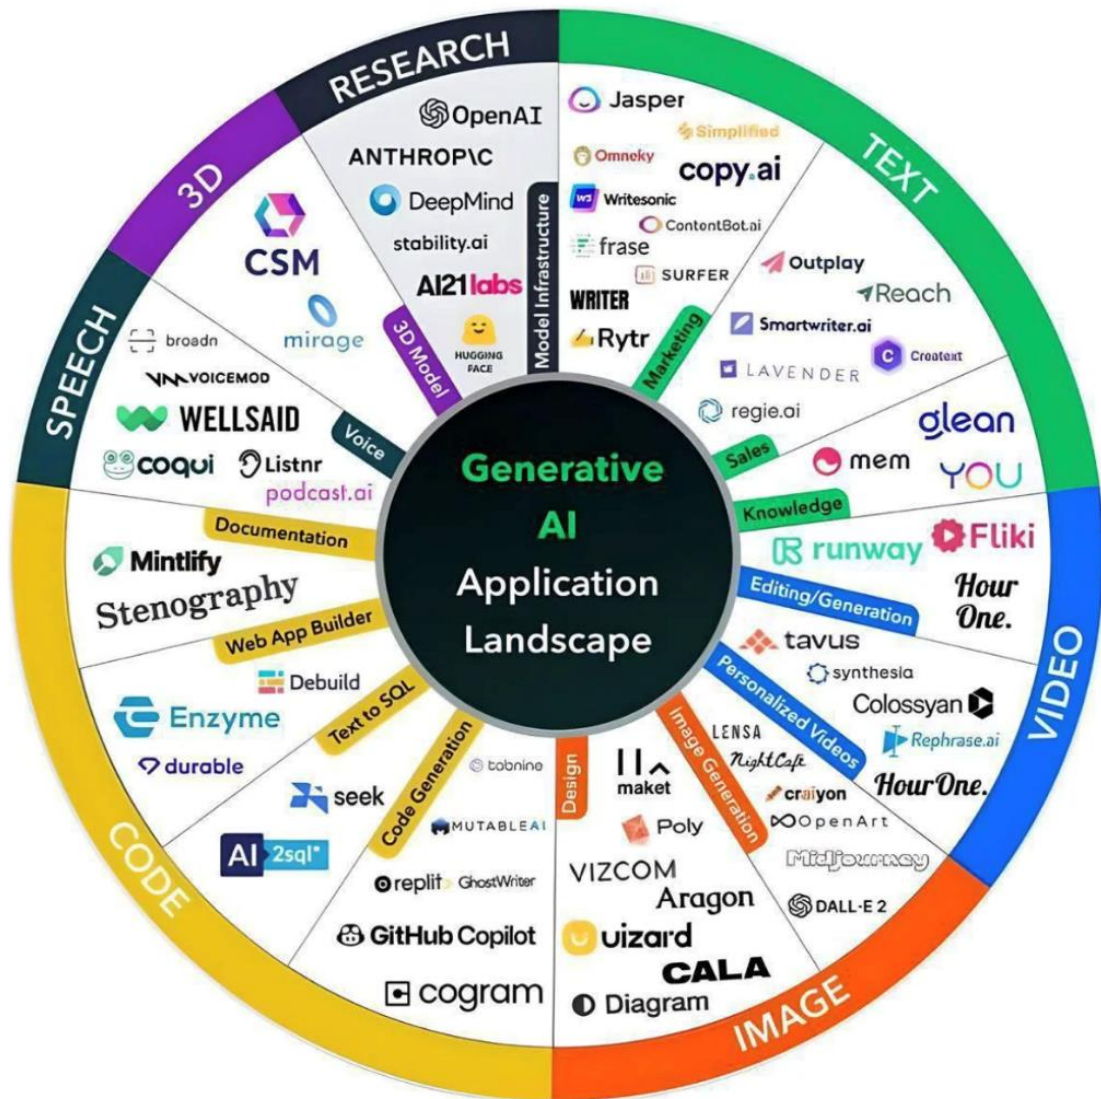 RESEARCH
OpenAI
ANTHROP\C
DeepMind
stability.ai
AI21labs
HUGGING
FACE
Model Infrastructure
TEXT
Jasper
Simplified
Omneky
copy.ai
Writesonic
ContentBot.ai
frase
SURFER
WRITER
Rytr
Marketing
Outplay
Reach
Smartwriter.ai
Creatext
LAVENDER
regie.ai
Sales
glean
mem
YOU
Knowledge
VIDEO
runway
Fliki
Hour
One.
Editing/Generation
tavus
synthesia
Colossyan
Rephrase.ai
HourOne.
Personalized Videos
IMAGE
LENSA
NightCafe
craiyon
OpenArt
Midjourney
DALL·E 2
Image Generation
maket
Poly
VIZCOM
Aragon
uizard
CALA
Diagram
Design
CODE
tabnine
MUTABLEAI
replit GhostWriter
GitHub Copilot
cogram
Code Generation
seek
AI 2sql
Text to SQL
Debuild
Enzyme
durable
Web App Builder
Mintlify
Stenography
Documentation
SPEECH
broadn
VOICEMOD
WELLSAID
coqui
Listnr
podcast.ai
Voice
3D
CSM
mirage
3D Model
Generative
AI
Application
Landscape